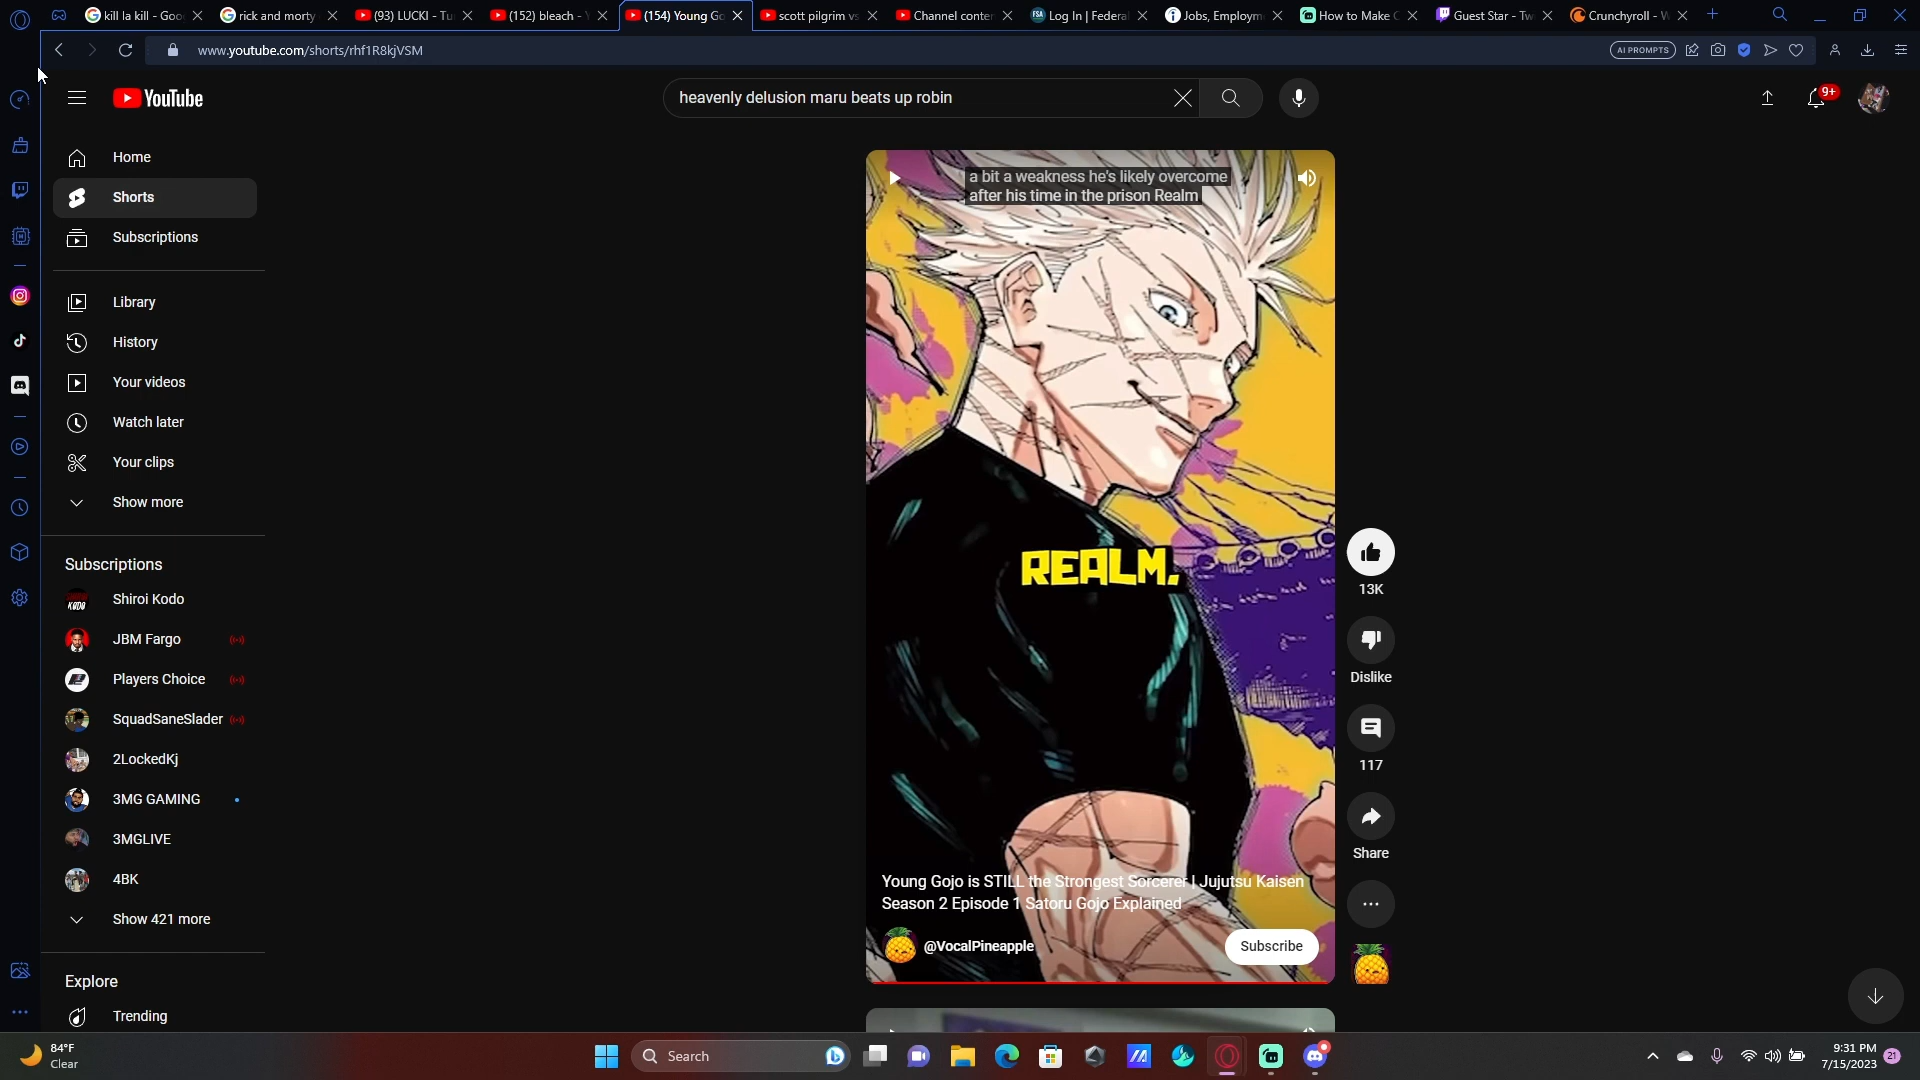 kill la kill - Goo
rick and morty
(93) LUCKI - Tu
(152) bleach - Y
(154) Young Go
scott pilgrim vs
Channel conten
FSA
Log In | Federal
Jobs, Employm
How to Make C
Guest Star - Tw
Crunchyroll - W
www.youtube.com/shorts/rhf1R8kjVSM
AI PROMPTS
YouTube
heavenly delusion maru beats up robin
9+
Home
Shorts
Subscriptions
Library
History
Your videos
Watch later
Your clips
Show more
Subscriptions
Shiroi Kodo
JBM Fargo
Players Choice
SquadSaneSlader
2LockedKj
3MG GAMING
3MGLIVE
4BK
Show 421 more
Explore
Trending
a bit a weakness he's likely overcome
after his time in the prison Realm
REALM.
Young Gojo is STILL the Strongest Sorcerer | Jujutsu Kaisen
Season 2 Episode 1 Satoru Gojo Explained
@VocalPineapple
Subscribe
13K
Dislike
117
Share
84°F
Clear
Search
9:31 PM
7/15/2023
21